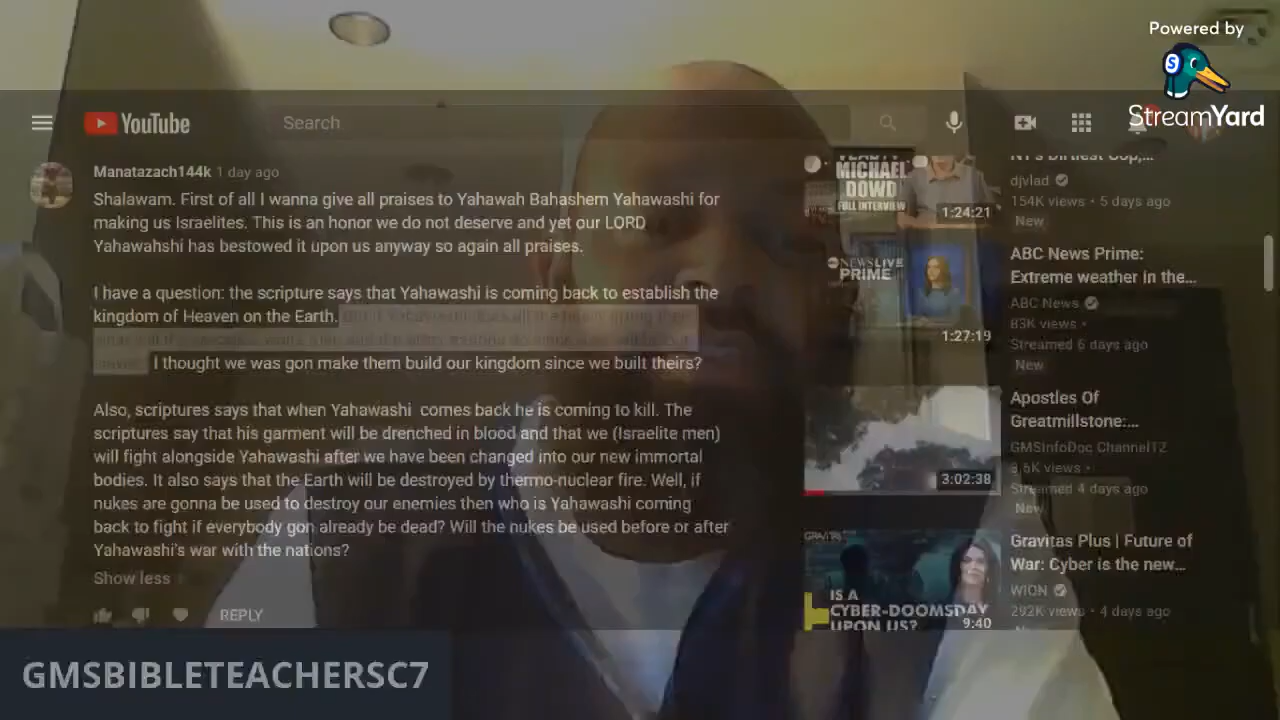 Powered by
StreamYard
YouTube
Search
Manatazach144k 1 day ago
Shalawam. First of all I wanna give all praises to Yahawah Bahashem Yahawashi for
making us Israelites. This is an honor we do not deserve and yet our LORD
Yahawahshi has bestowed it upon us anyway so again all praises.
I have a question: the scripture says that Yahawashi is coming back to establish the
kingdom of Heaven on the Earth.
I thought we was gon make them build our kingdom since we built theirs?
Also, scriptures says that when Yahawashi comes back he is coming to kill. The
scriptures say that his garment will be drenched in blood and that we (Israelite men)
will fight alongside Yahawashi after we have been changed into our new immortal
bodies. It also says that the Earth will be destroyed by thermo-nuclear fire. Well, if
nukes are gonna be used to destroy our enemies then who is Yahawashi coming
back to fight if everybody gon already be dead? Will the nukes be used before or after
Yahawashi's war with the nations?
Show less
REPLY
MICHAEL
DOWD
FULL INTERVIEW
1:24:21
djvlad
154K views • 5 days ago
New
NEWSLIVE
PRIME
1:27:19
ABC News Prime:
Extreme weather in the...
ABC News
83K views •
Streamed 6 days ago
New
3:02:38
Apostles Of
Greatmillstone:...
GMSInfoDoc ChannelTZ
Streamed 4 days ago
New
IS A
CYBER-DOOMSDAY
UPON US?
9:40
Gravitas Plus | Future of
War: Cyber is the new...
WION
292K views • 4 days ago
GMSBIBLETEACHERSC7